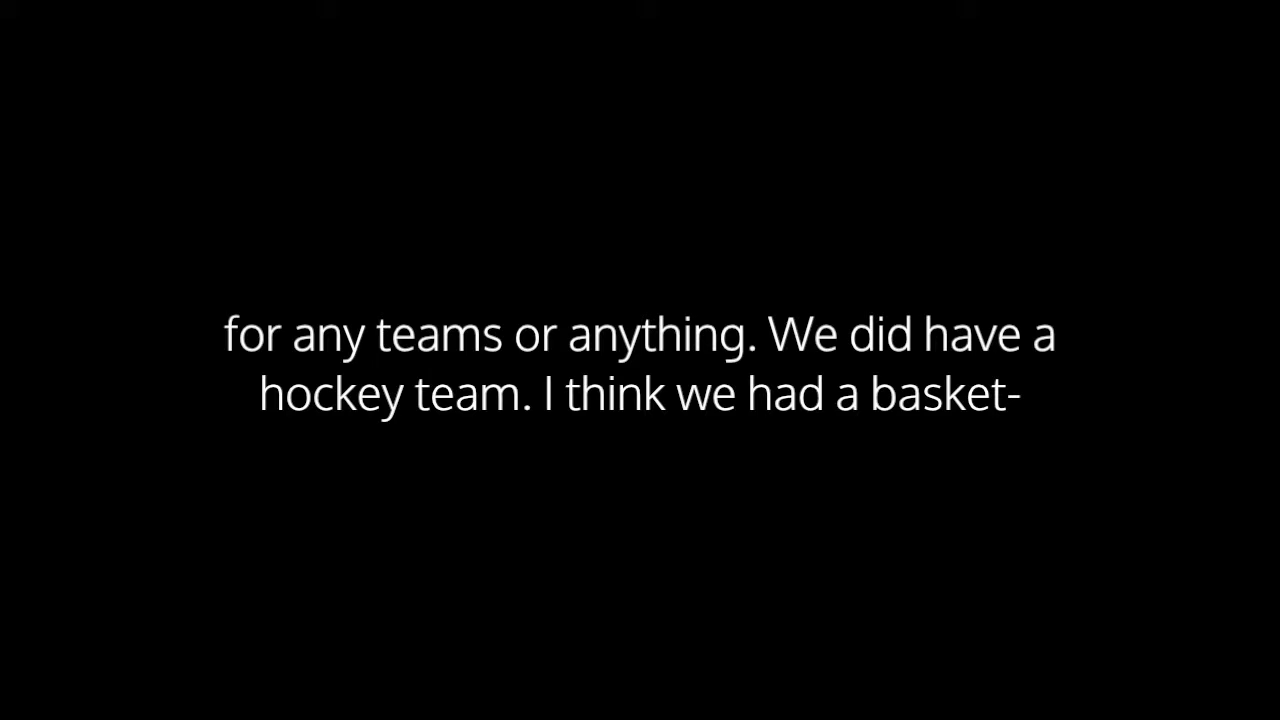 for any teams or anything. We did have a
hockey team. I think we had a basket-